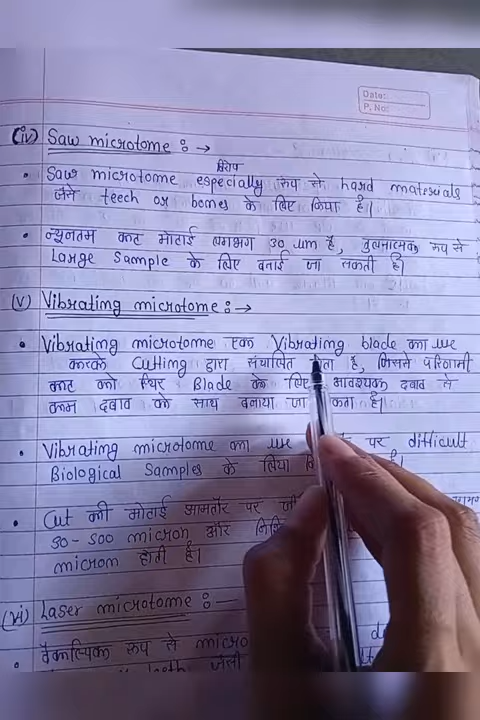 Date:
P. No:
(iv) Saw microtome :→
विशेष
• Saw microtome especially रूप से hard materials
जैसे teech or bones के लिए किया है।
• न्यूनतम कट मोटाई लगभग 30 um है, तुलनात्मक रूप से
Large Sample के लिए बनाई जा सकती है।
(v) Vibrating microtome :→
• Vibrating microtome एक Vibrating blade का use
करके Cutting द्वारा संचालित है, जिससे परिणामी
कट को स्थिर Blade के लिए आवश्यक दबाव से
कम दबाव के साथ बनाया जा सकता है।
• Vibrating microtome का use पर difficult
Biological Samples के लिया है।
• Cut की मोटाई आमतौर पर
30-500 micron और
micron होती है।
(vi) Laser microtome :—
• वैकल्पिक रूप से micro
जैसी